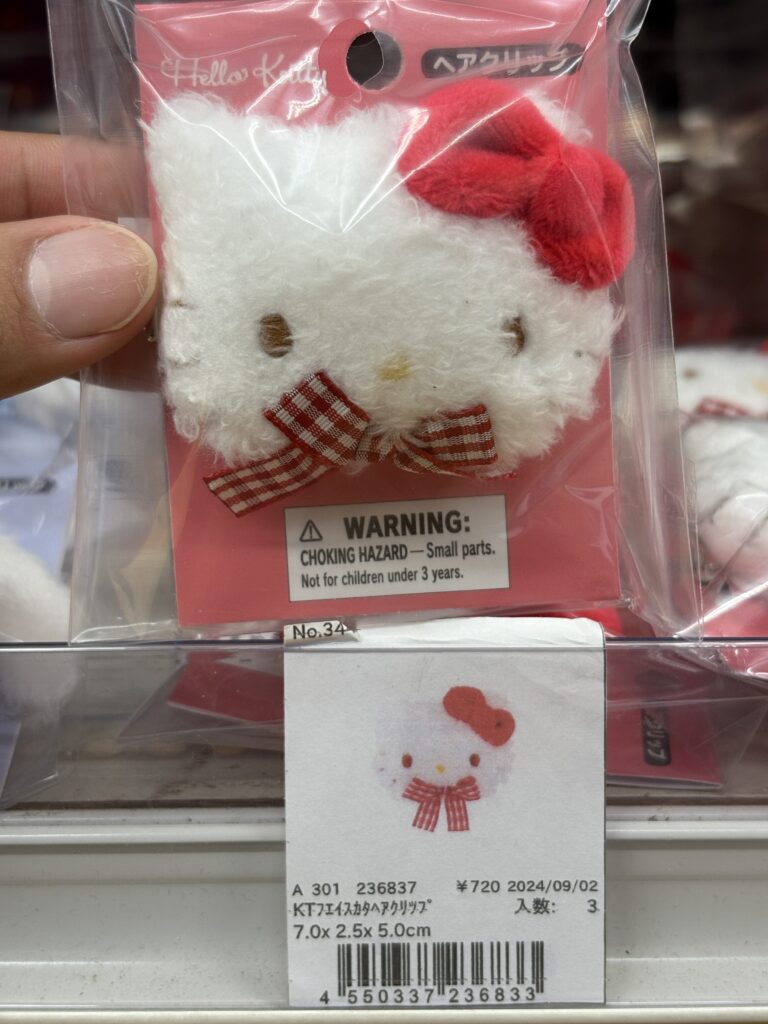 Hello Kitty
ヘアクリップ
⚠ WARNING:
CHOKING HAZARD — Small parts.
Not for children under 3 years.
No.34
A 301 236837 ¥720 2024/09/02
KTﾌｴｲｽｶﾀﾍｱｸﾘｯﾌﾟ 入数: 3
7.0x 2.5x 5.0cm
4 550337 236833